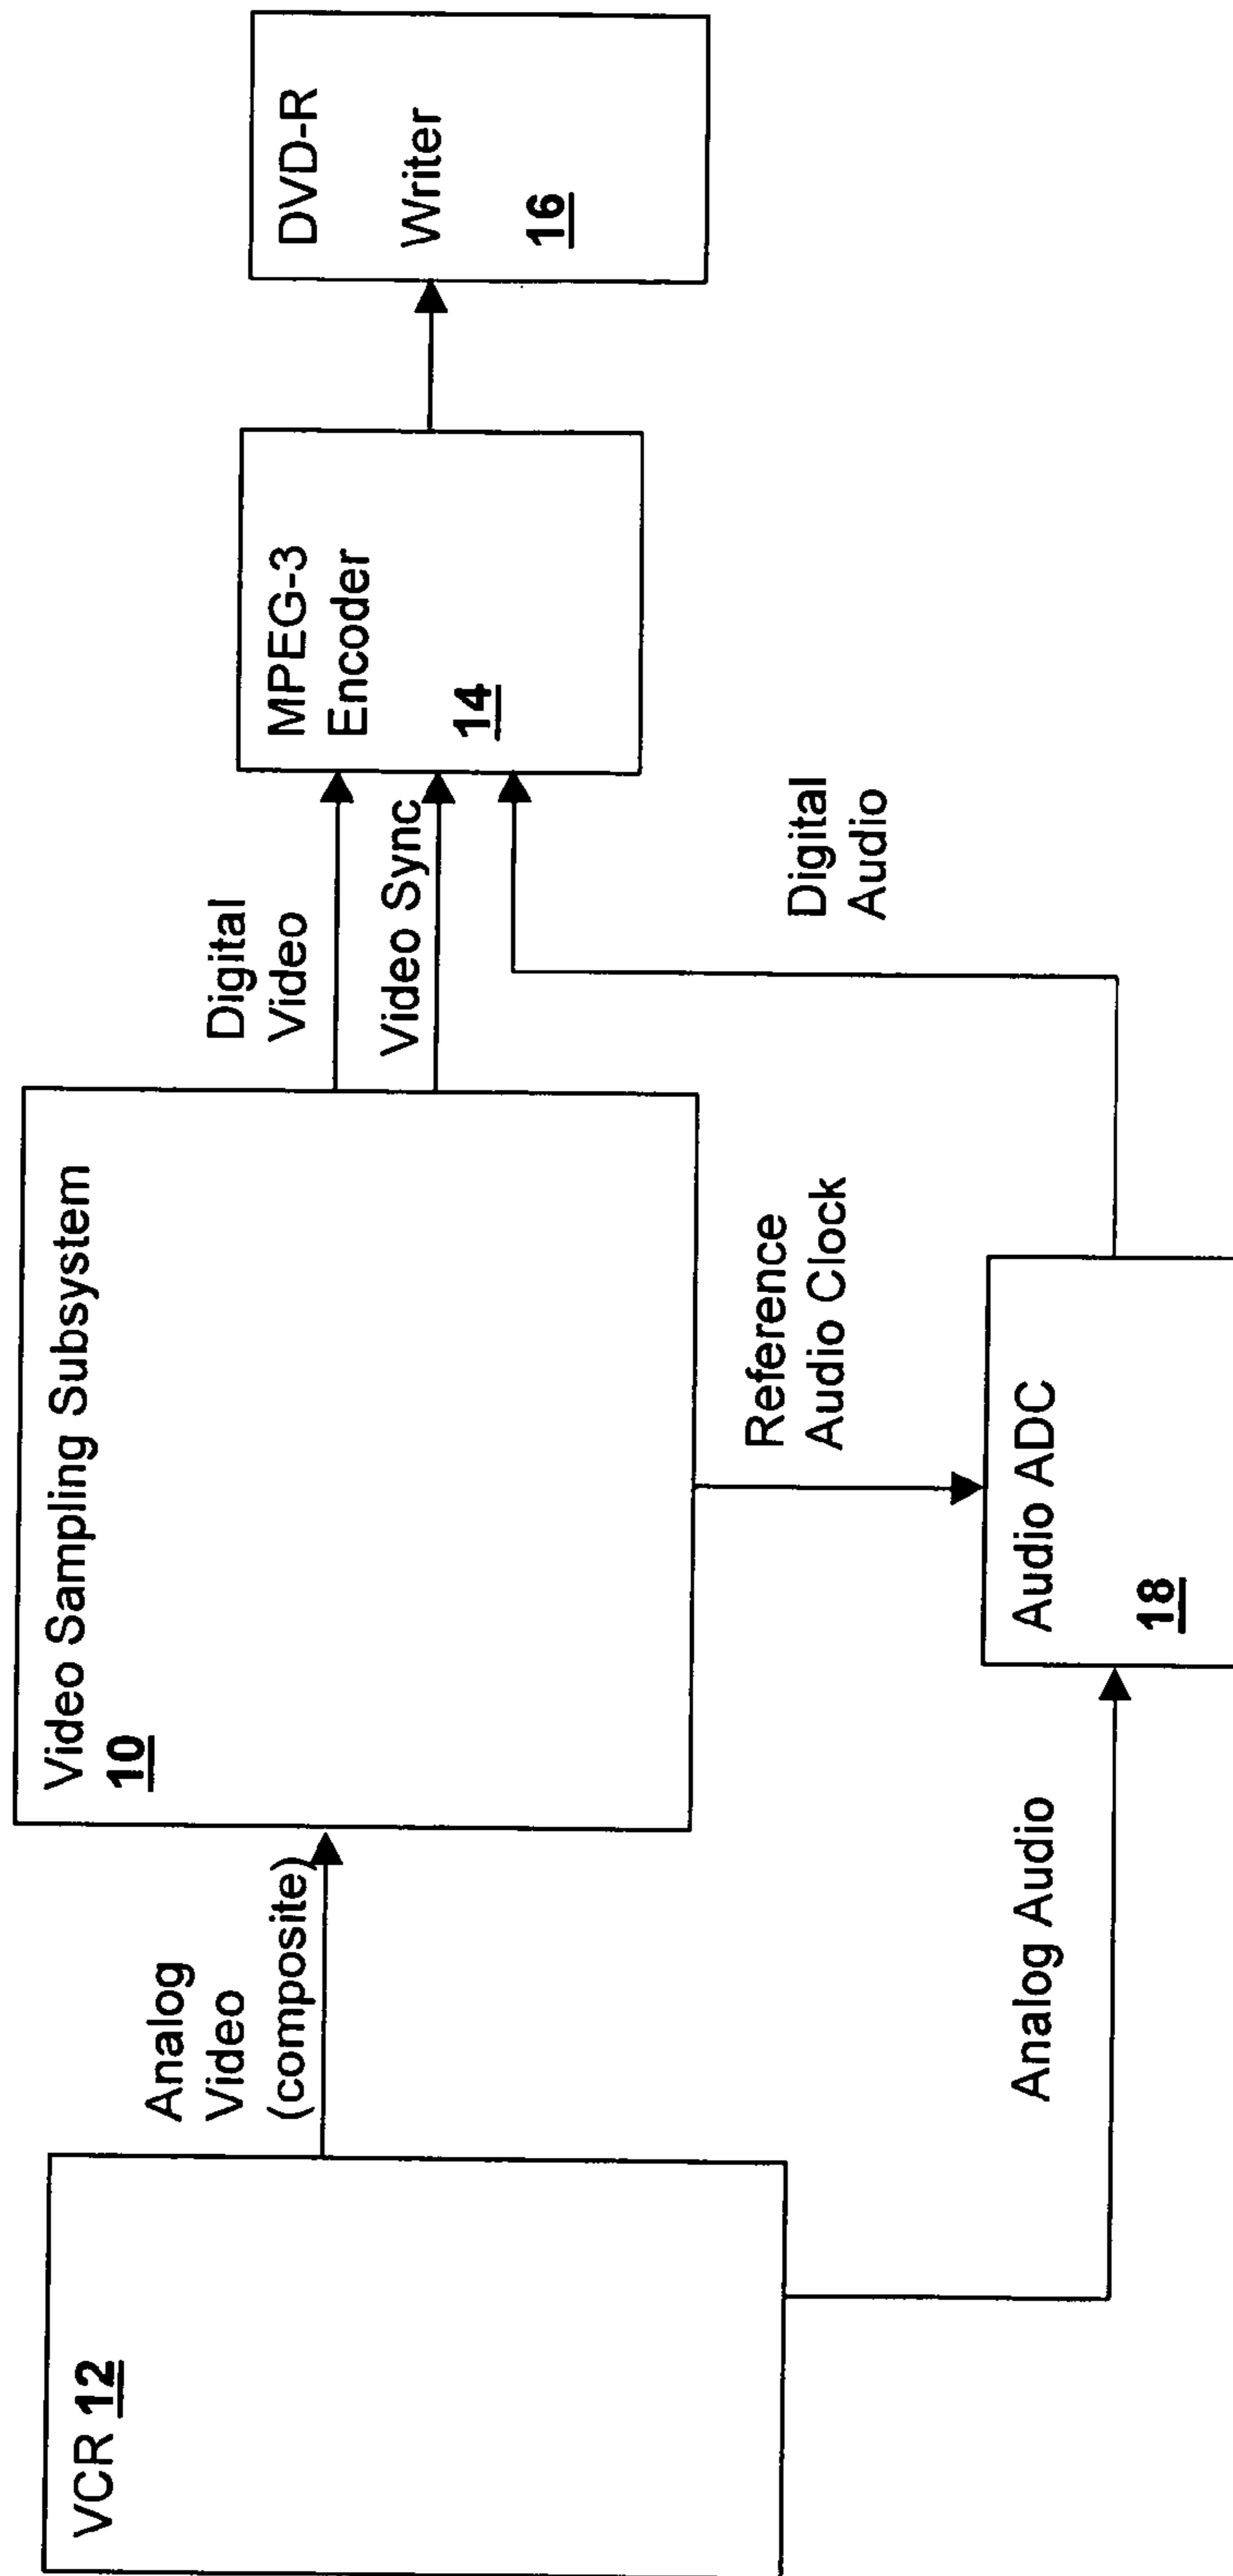 VCR 12
Analog
Video
(composite)
Video Sampling Subsystem
10
Digital
Video
Video Sync
MPEG-3
Encoder
14
DVD-R
Writer
16
Reference
Audio Clock
Analog Audio
Audio ADC
18
Digital
Audio